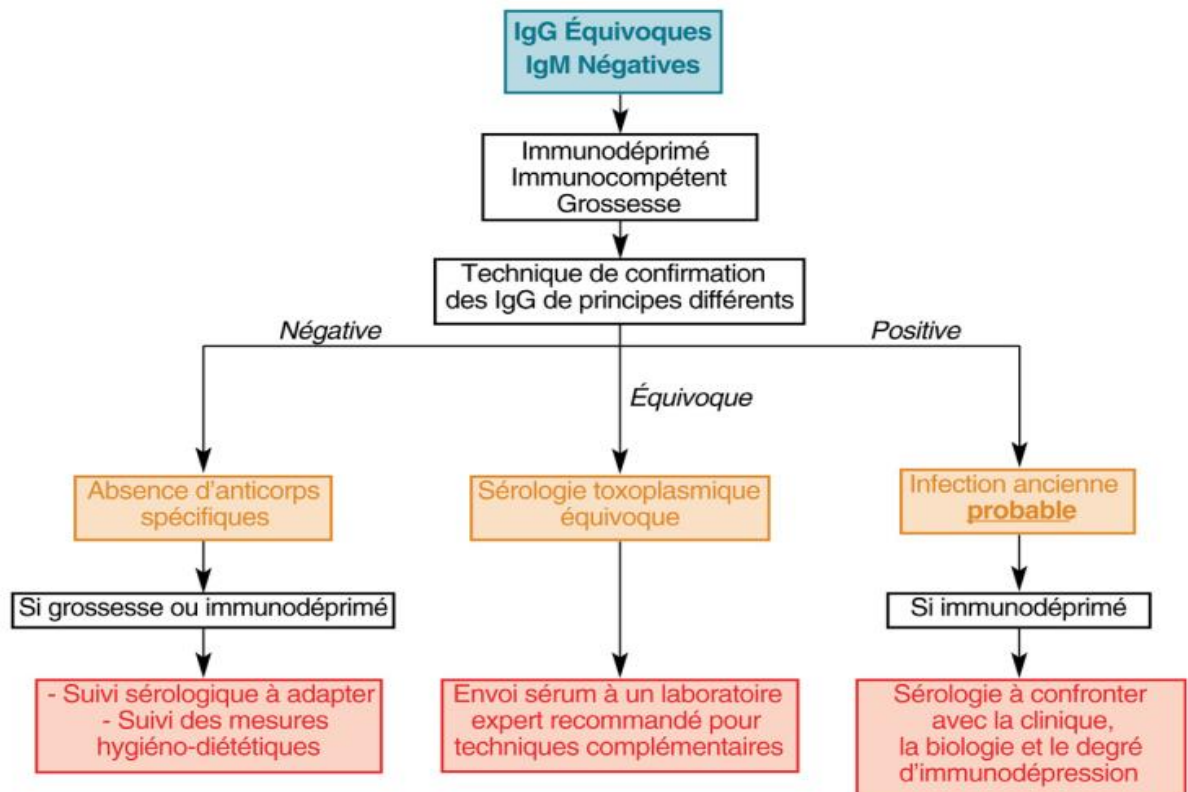 IgG Équivoques
IgM Négatives
Immunodéprimé
Immunocompétent
Grossesse
Technique de confirmation
des IgG de principes différents
Négative
Équivoque
Positive
Absence d'anticorps
spécifiques
Sérologie toxoplasmique
équivoque
Infection ancienne
probable
Si grossesse ou immunodéprimé
Si immunodéprimé
- Suivi sérologique à adapter
- Suivi des mesures
hygiéno-diététiques
Envoi sérum à un laboratoire
expert recommandé pour
techniques complémentaires
Sérologie à confronter
avec la clinique,
la biologie et le degré
d'immunodépression